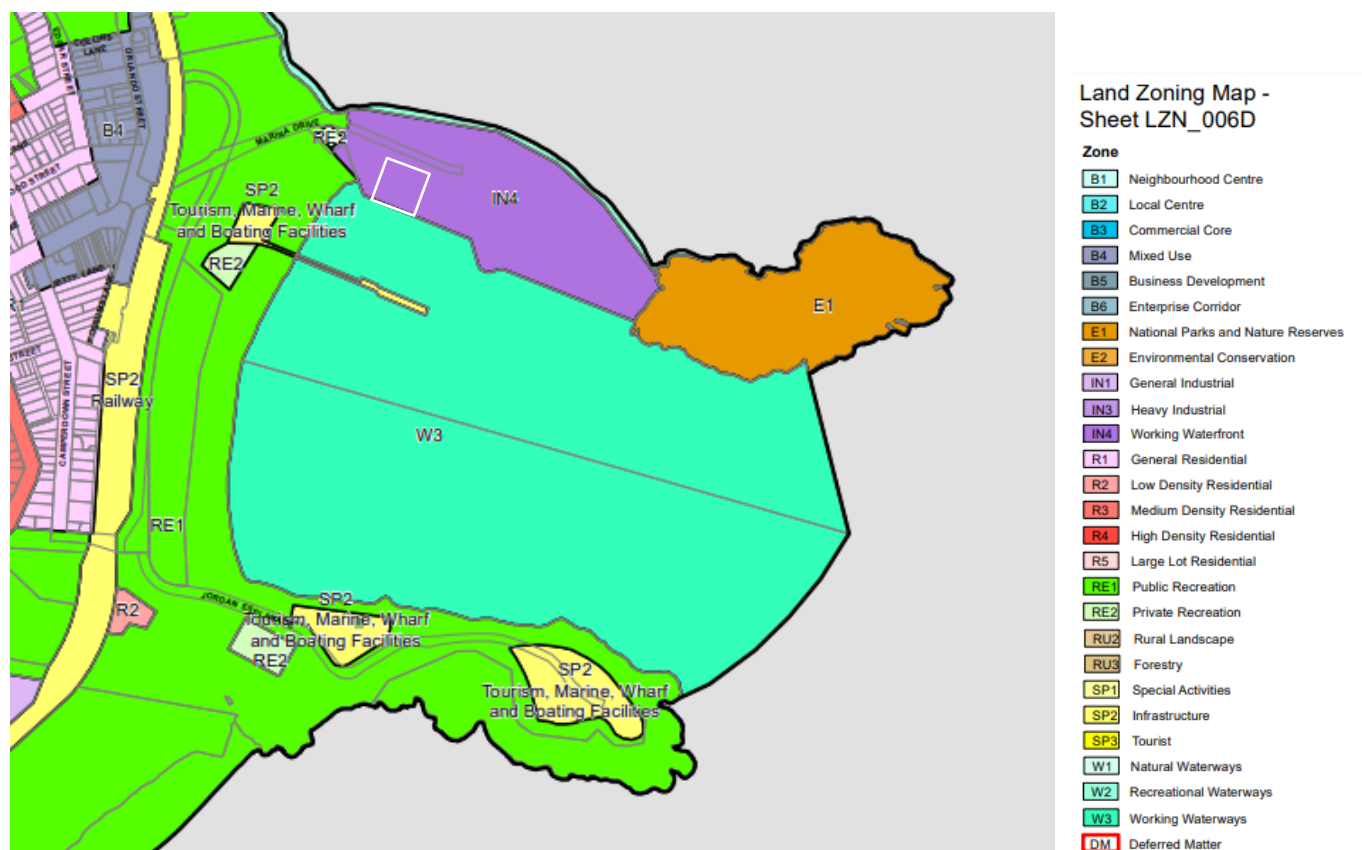 COLORS
LANE
ORLANDO STREET
B4
MARINA DRIVE
RE2
IN4
SP2
Tourism, Marine, Wharf
and Boating Facilities
RE2
E1
STREET
CAMPERDOWN STREET
SP2
Railway
W3
RE1
R2
JORDAN
SP2
Tourism, Marine, Wharf
and Boating Facilities
RE2
SP2
Tourism, Marine, Wharf
and Boating Facilities
Land Zoning Map -
Sheet LZN_006D
Zone
B1 Neighbourhood Centre
B2 Local Centre
B3 Commercial Core
B4 Mixed Use
B5 Business Development
B6 Enterprise Corridor
E1 National Parks and Nature Reserves
E2 Environmental Conservation
IN1 General Industrial
IN3 Heavy Industrial
IN4 Working Waterfront
R1 General Residential
R2 Low Density Residential
R3 Medium Density Residential
R4 High Density Residential
R5 Large Lot Residential
RE1 Public Recreation
RE2 Private Recreation
RU2 Rural Landscape
RU3 Forestry
SP1 Special Activities
SP2 Infrastructure
SP3 Tourist
W1 Natural Waterways
W2 Recreational Waterways
W3 Working Waterways
DM Deferred Matter